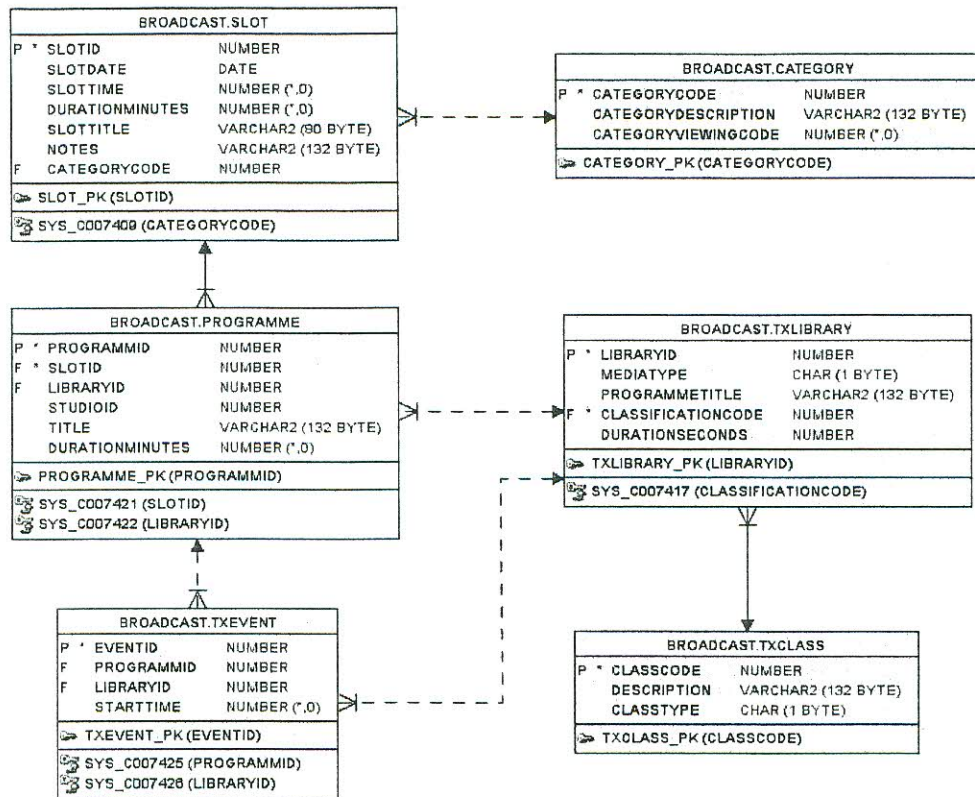 BROADCAST.SLOT
P * SLOTID NUMBER
SLOTDATE DATE
SLOTTIME NUMBER (*,0)
DURATIONMINUTES NUMBER (*,0)
SLOTTITLE VARCHAR2 (90 BYTE)
NOTES VARCHAR2 (132 BYTE)
F CATEGORYCODE NUMBER
SLOT_PK (SLOTID)
SYS_C007409 (CATEGORYCODE)
BROADCAST.CATEGORY
P * CATEGORYCODE NUMBER
CATEGORYDESCRIPTION VARCHAR2 (132 BYTE)
CATEGORYVIEWINGCODE NUMBER (*,0)
CATEGORY_PK (CATEGORYCODE)
BROADCAST.PROGRAMME
P * PROGRAMMID NUMBER
F * SLOTID NUMBER
F LIBRARYID NUMBER
STUDIOID NUMBER
TITLE VARCHAR2 (132 BYTE)
DURATIONMINUTES NUMBER (*,0)
PROGRAMME_PK (PROGRAMMID)
SYS_C007421 (SLOTID)
SYS_C007422 (LIBRARYID)
BROADCAST.TXLIBRARY
P * LIBRARYID NUMBER
MEDIATYPE CHAR (1 BYTE)
PROGRAMMETITLE VARCHAR2 (132 BYTE)
F * CLASSIFICATIONCODE NUMBER
DURATIONSECONDS NUMBER
TXLIBRARY_PK (LIBRARYID)
SYS_C007417 (CLASSIFICATIONCODE)
BROADCAST.TXEVENT
P * EVENTID NUMBER
F PROGRAMMID NUMBER
F LIBRARYID NUMBER
STARTTIME NUMBER (*,0)
TXEVENT_PK (EVENTID)
SYS_C007425 (PROGRAMMID)
SYS_C007426 (LIBRARYID)
BROADCAST.TXCLASS
P * CLASSCODE NUMBER
DESCRIPTION VARCHAR2 (132 BYTE)
CLASSTYPE CHAR (1 BYTE)
TXCLASS_PK (CLASSCODE)